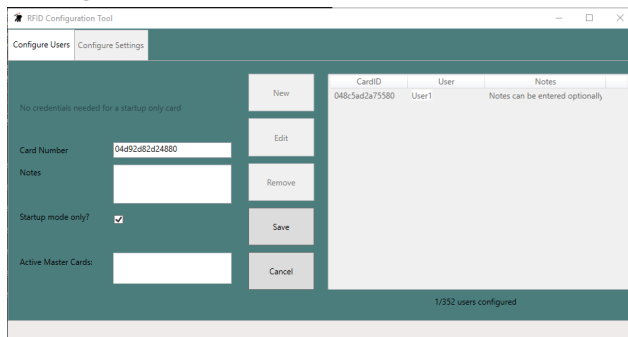 RFID Configuration Tool
Configure Users
Configure Settings
No credentials needed for a startup only card
Card Number
04d92d82d24880
Notes
Startup mode only?
Active Master Cards:
New
Edit
Remove
Save
Cancel
CardID User Notes
048c5ad2a75580 User1 Notes can be entered optionally
1/352 users configured